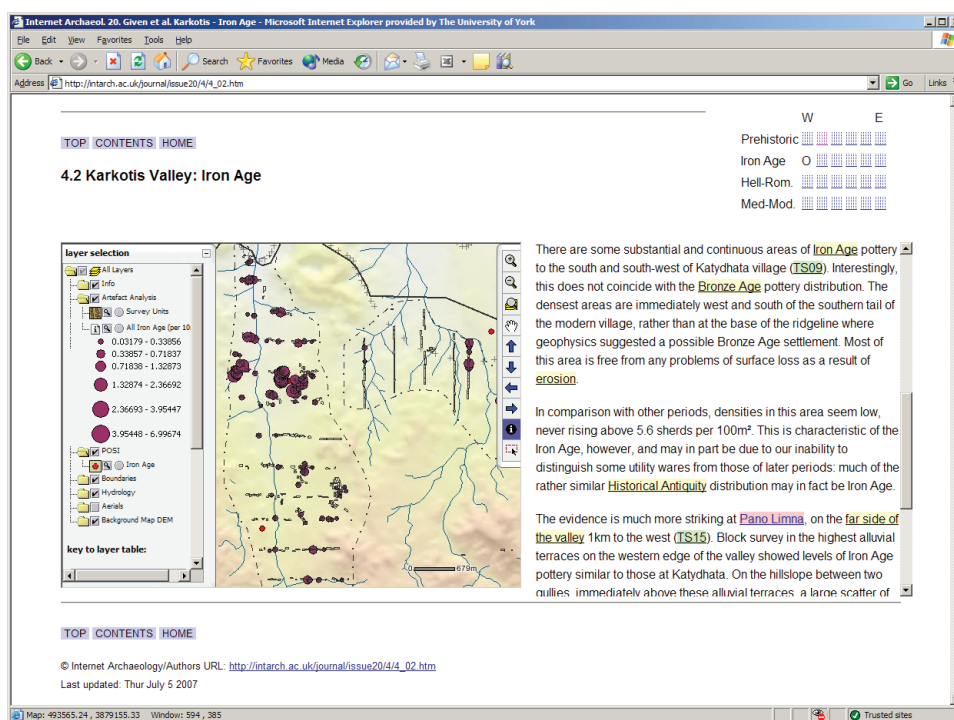 Internet Archaeol. 20. Given et al. Karkotis - Iron Age - Microsoft Internet Explorer provided by The University of York
File Edit View Favorites Tools Help
Back Search Favorites Media
Address http://intarch.ac.uk/journal/issue20/4/4_02.htm Go Links
W E
TOP CONTENTS HOME
Prehistoric
Iron Age O
Hell-Rom.
Med-Mod.
4.2 Karkotis Valley: Iron Age
layer selection
All Layers
Info
Artefact Analysis
Survey Units
All Iron Age (per 10
0.03179 - 0.33856
0.33857 - 0.71837
0.71838 - 1.32873
1.32874 - 2.36692
2.36693 - 3.95447
3.95448 - 6.99674
POSI
Iron Age
Boundaries
Hydrology
Aerials
Background Map DEM
key to layer table:
0 679m
There are some substantial and continuous areas of Iron Age pottery
to the south and south-west of Katydhata village (TS09). Interestingly,
this does not coincide with the Bronze Age pottery distribution. The
densest areas are immediately west and south of the southern tail of
the modern village, rather than at the base of the ridgeline where
geophysics suggested a possible Bronze Age settlement. Most of
this area is free from any problems of surface loss as a result of
erosion.
In comparison with other periods, densities in this area seem low,
never rising above 5.6 sherds per 100m². This is characteristic of the
Iron Age, however, and may in part be due to our inability to
distinguish some utility wares from those of later periods: much of the
rather similar Historical Antiquity distribution may in fact be Iron Age.
The evidence is much more striking at Pano Limna, on the far side of
the valley 1km to the west (TS15). Block survey in the highest alluvial
terraces on the western edge of the valley showed levels of Iron Age
pottery similar to those at Katydhata. On the hillslope between two
gullies, immediately above these alluvial terraces, a large scatter of
TOP CONTENTS HOME
© Internet Archaeology/Authors URL: http://intarch.ac.uk/journal/issue20/4/4_02.htm
Last updated: Thur July 5 2007
Map: 493565.24 , 3879155.33 Window: 594 , 385 Trusted sites